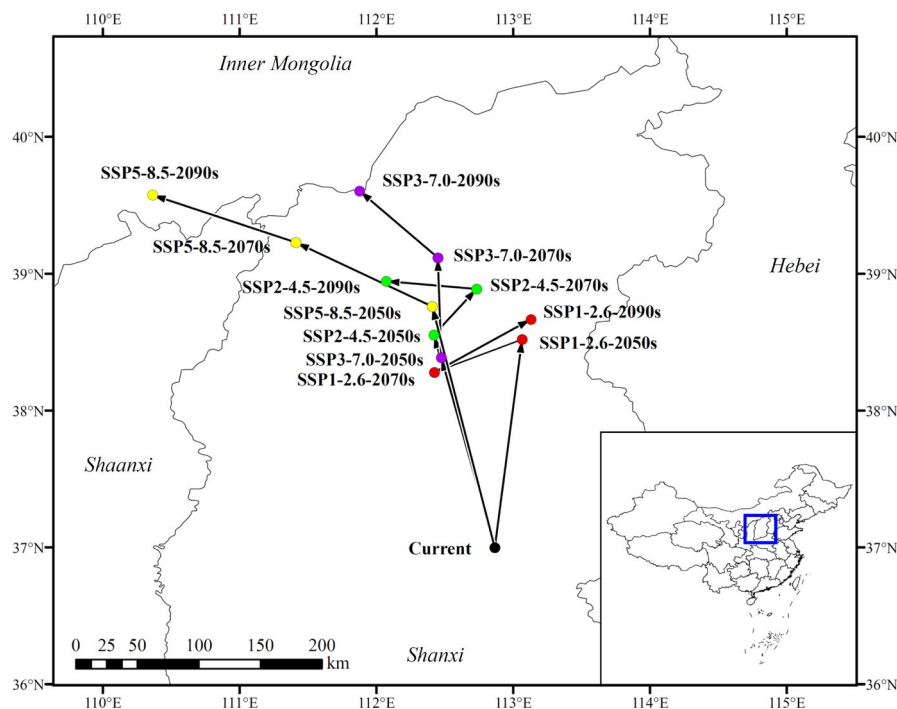 110°E 111°E 112°E 113°E 114°E 115°E
Inner Mongolia
40°N 40°N
SSP5-8.5-2090s
SSP3-7.0-2090s
SSP5-8.5-2070s
SSP3-7.0-2070s
Hebei
39°N 39°N
SSP2-4.5-2090s
SSP2-4.5-2070s
SSP5-8.5-2050s
SSP1-2.6-2090s
SSP2-4.5-2050s
SSP1-2.6-2050s
SSP3-7.0-2050s
SSP1-2.6-2070s
38°N 38°N
Shaanxi
37°N 37°N
Current
0 25 50 100 150 200
km
Shanxi
36°N 36°N
110°E 111°E 112°E 113°E 114°E 115°E